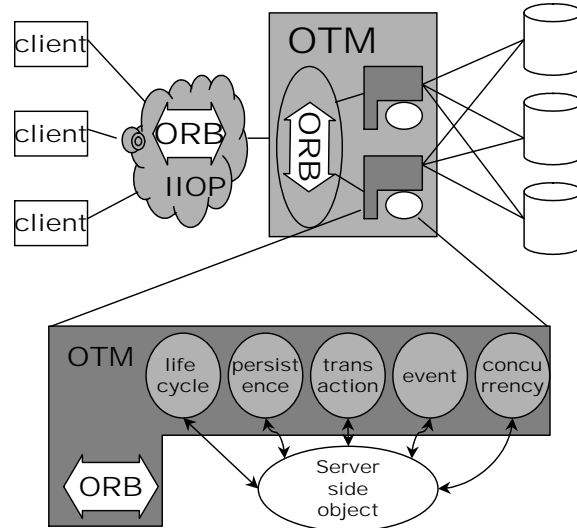 client
client
client
ORB
IIOP
OTM
ORB
OTM
life
cycle
persist
ence
trans
action
event
concu
rrency
ORB
Server
side
object